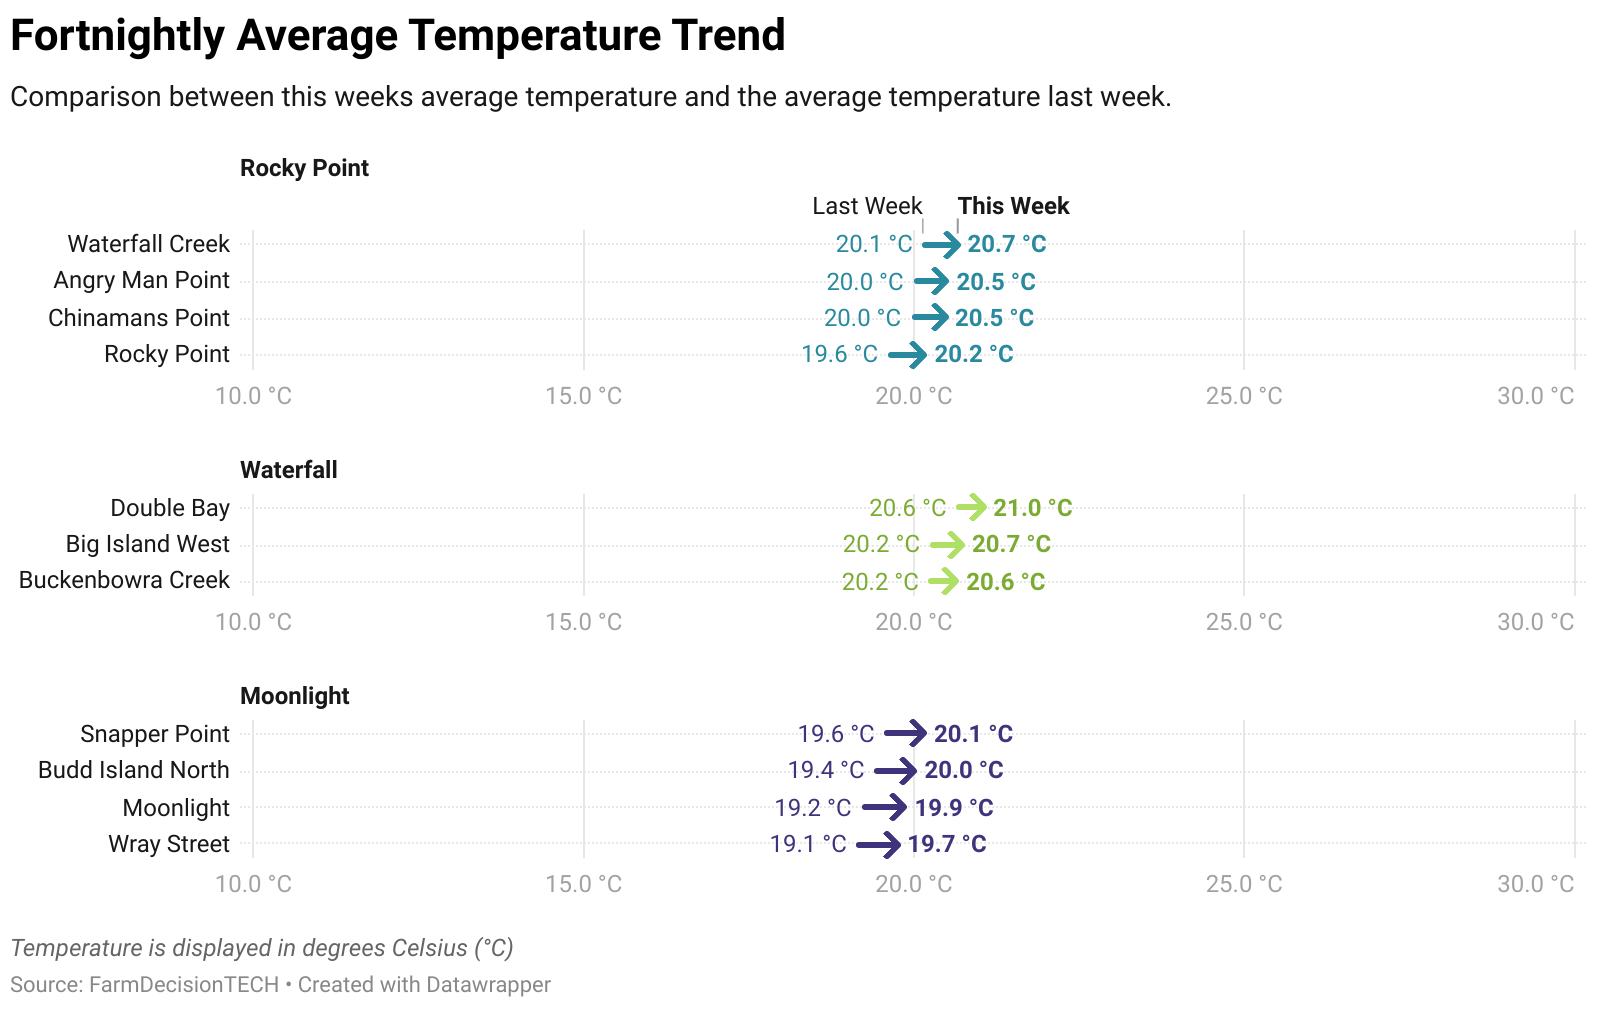 Fortnightly Average Temperature Trend
Comparison between this weeks average temperature and the average temperature last week.
Rocky Point
Last Week This Week
Waterfall Creek 20.1 °C 20.7 °C
Angry Man Point 20.0 °C 20.5 °C
Chinamans Point 20.0 °C 20.5 °C
Rocky Point 19.6 °C 20.2 °C
10.0 °C 15.0 °C 20.0 °C 25.0 °C 30.0 °C
Waterfall
Double Bay 20.6 °C 21.0 °C
Big Island West 20.2 °C 20.7 °C
Buckenbowra Creek 20.2 °C 20.6 °C
10.0 °C 15.0 °C 20.0 °C 25.0 °C 30.0 °C
Moonlight
Snapper Point 19.6 °C 20.1 °C
Budd Island North 19.4 °C 20.0 °C
Moonlight 19.2 °C 19.9 °C
Wray Street 19.1 °C 19.7 °C
10.0 °C 15.0 °C 20.0 °C 25.0 °C 30.0 °C
Temperature is displayed in degrees Celsius (°C)
Source: FarmDecisionTECH • Created with Datawrapper